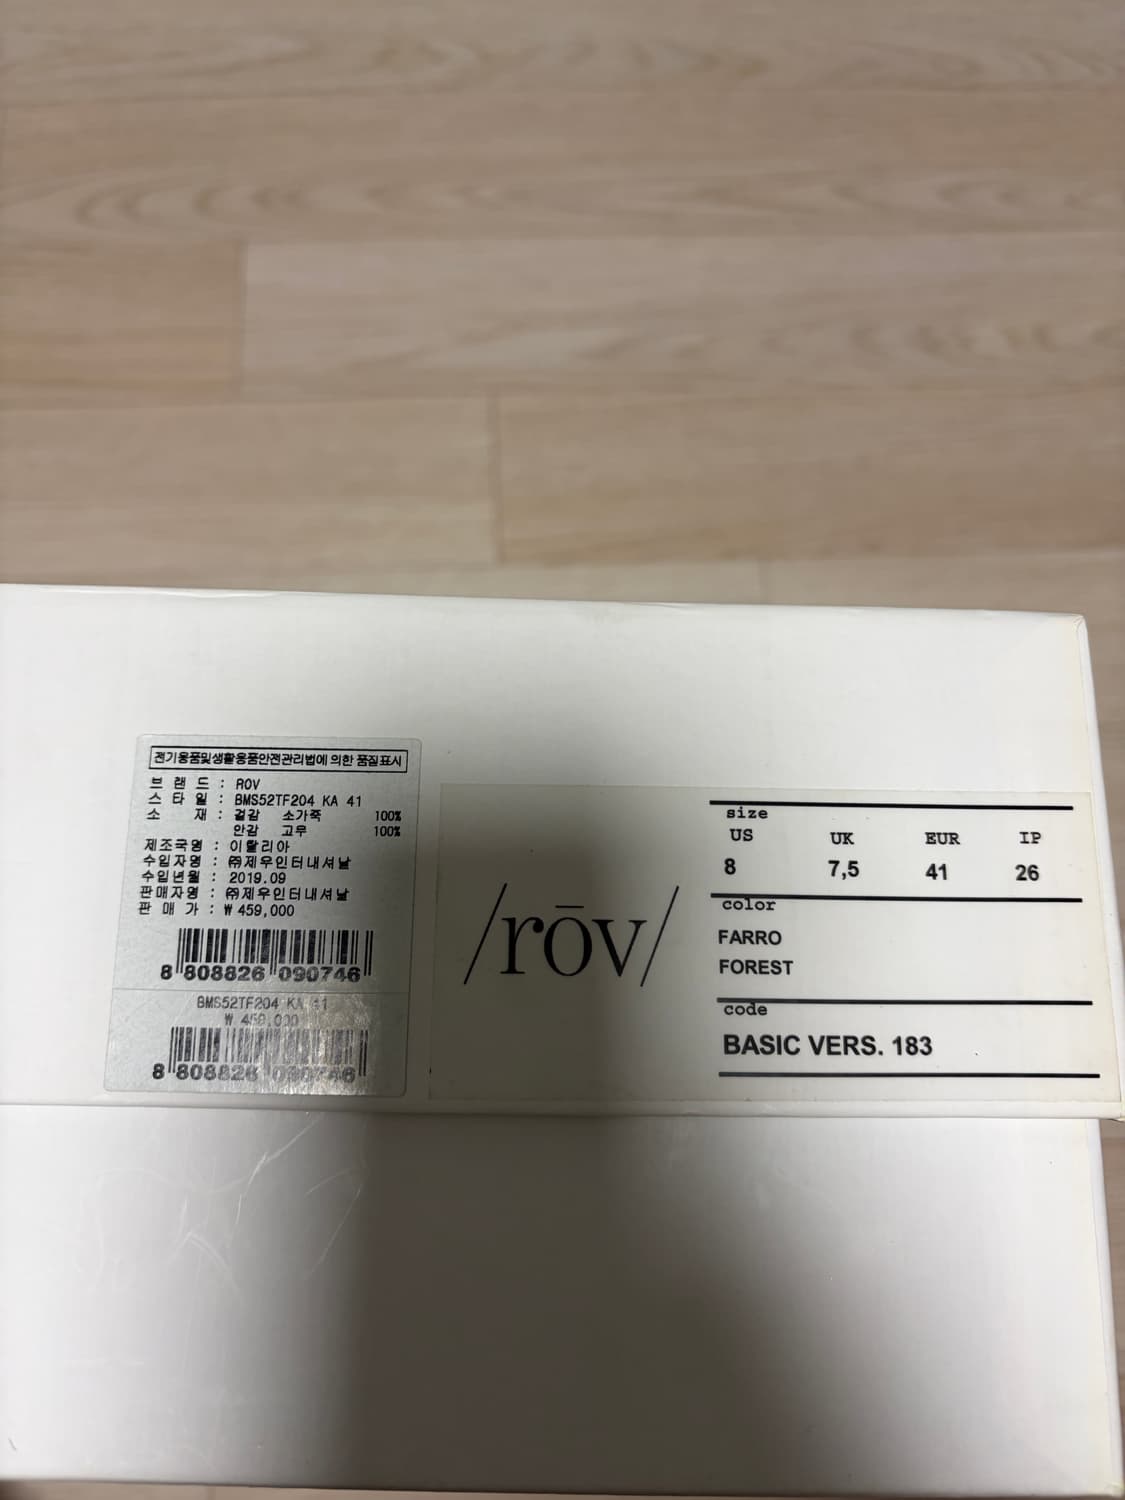 전기용품및생활용품안전관리법에 의한 품질표시
브 랜 드 : ROV
스 타 일 : BMS52TF204 KA 41
소 재 : 겉감 소가죽 100%
안감 고무 100%
제조국명 : 이탈리아
수입자명 : ㈜제우인터내셔날
수입년월 : 2019.09
판매자명 : ㈜제우인터내셔날
판 매 가 : ₩ 459,000
8 808826 090746
BMS52TF204 KA 41
₩ 459,000
8 808826 090746
/rōv/
size
US UK EUR IP
8 7,5 41 26
color
FARRO
FOREST
code
BASIC VERS. 183